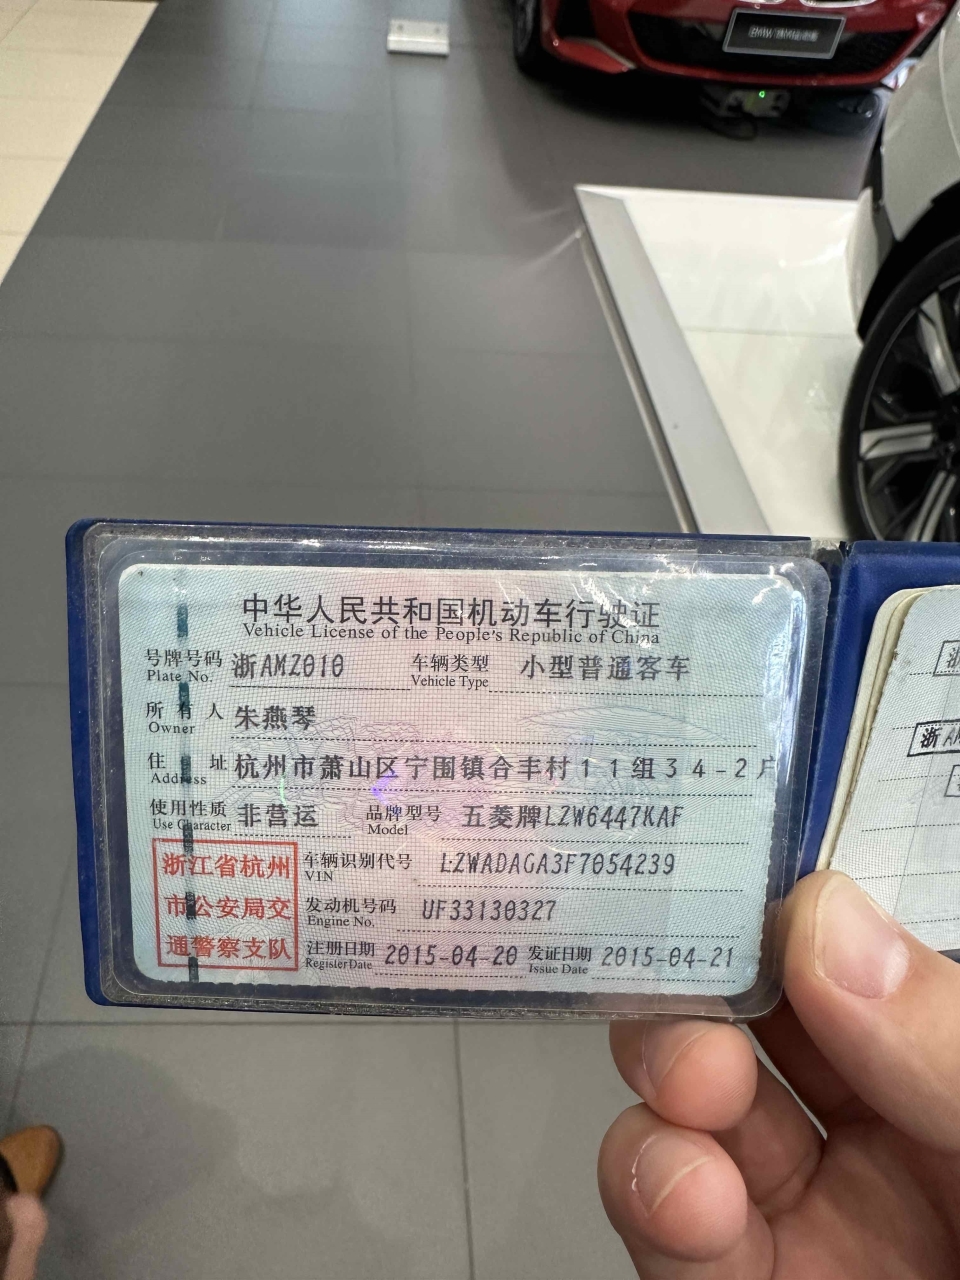 中华人民共和国机动车行驶证
Vehicle License of the People's Republic of China
号牌号码 浙AMZ010 车辆类型 小型普通客车
Plate No. Vehicle Type
所有人 朱燕琴
Owner
住址 杭州市萧山区宁围镇合丰村11组34-2户
Address
使用性质 非营运 品牌型号 五菱牌LZW6447KAF
Use Character Model
浙江省杭州
市公安局交
通警察支队
车辆识别代号 LZWADAGA3F7054239
VIN
发动机号码 UF33130327
Engine No.
注册日期 2015-04-20 发证日期 2015-04-21
Register Date Issue Date
浙
浙AM